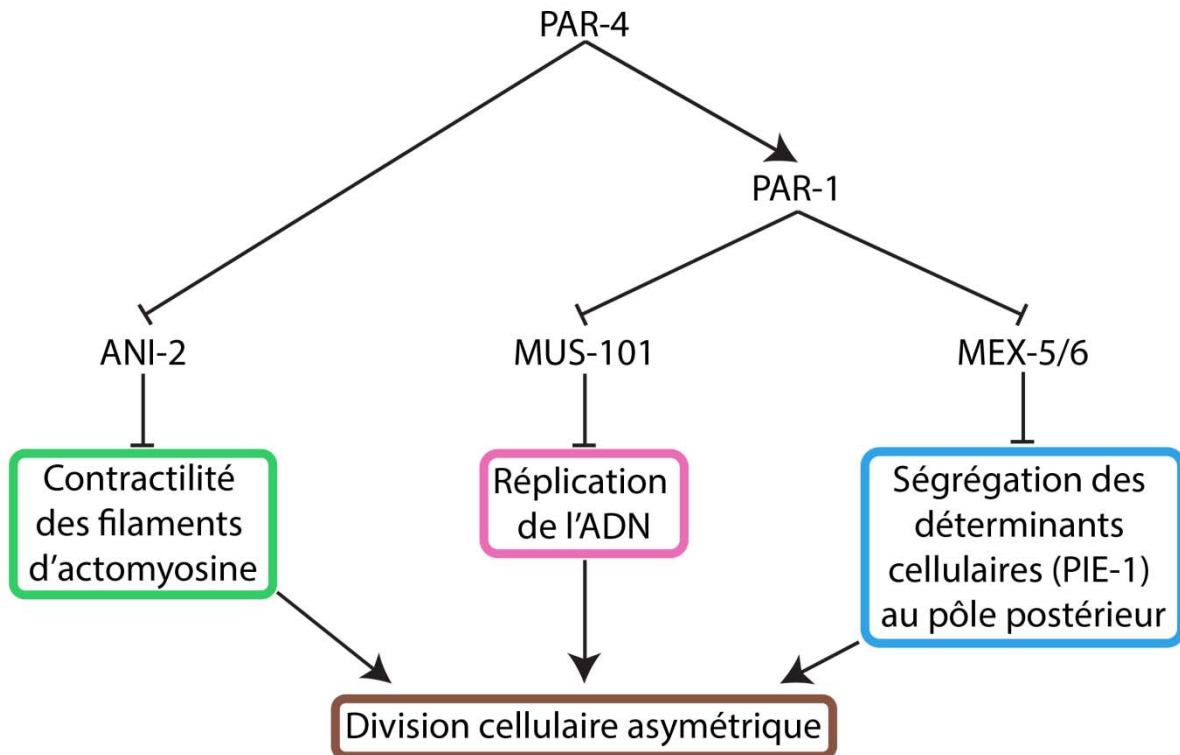 PAR-4
PAR-1
ANI-2
MUS-101
MEX-5/6
Contractilité
des filaments
d'actomyosine
Réplication
de l'ADN
Ségrégation des
déterminants
cellulaires (PIE-1)
au pôle postérieur
Division cellulaire asymétrique